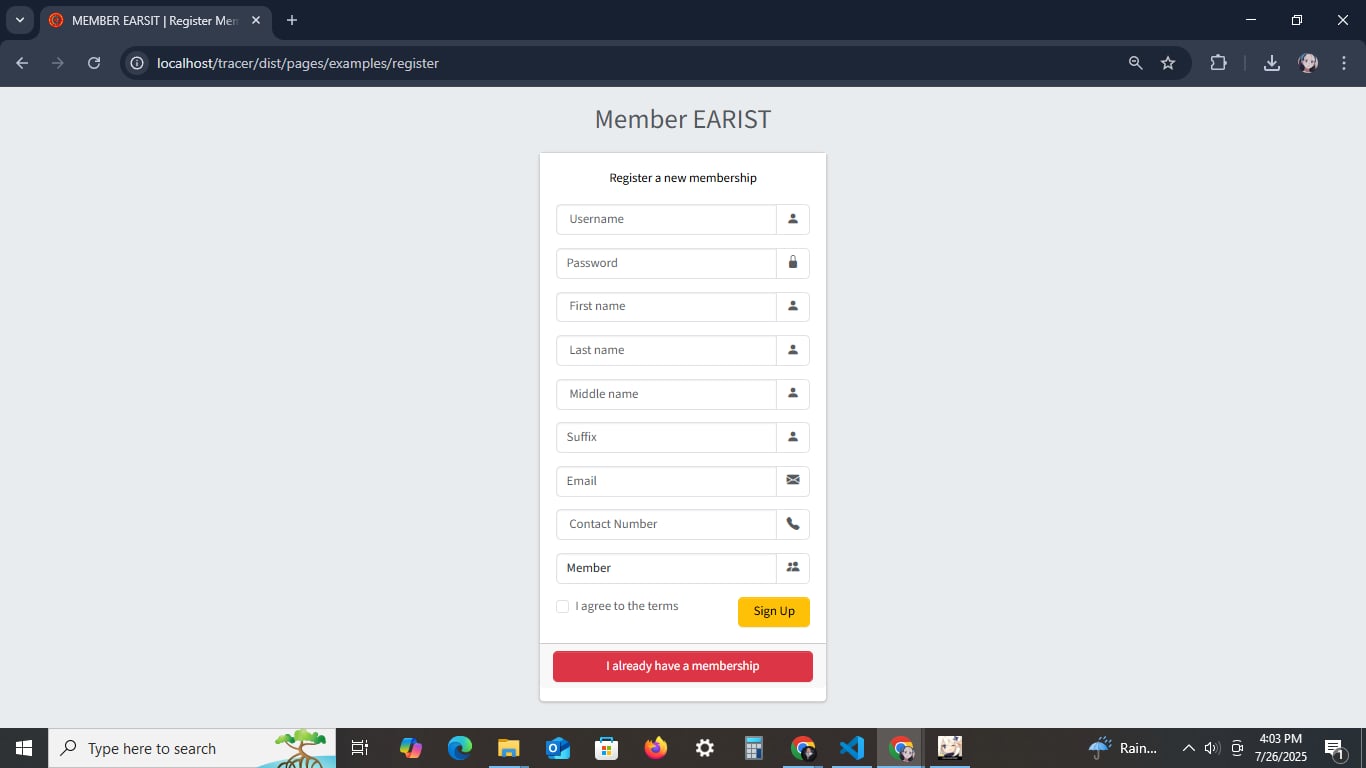 MEMBER EARSIT | Register Mem
localhost/tracer/dist/pages/examples/register
Member EARIST
Register a new membership
Username
Password
First name
Last name
Middle name
Suffix
Email
Contact Number
Member
I agree to the terms
Sign Up
I already have a membership
Type here to search
Rain...
4:03 PM
7/26/2025
1